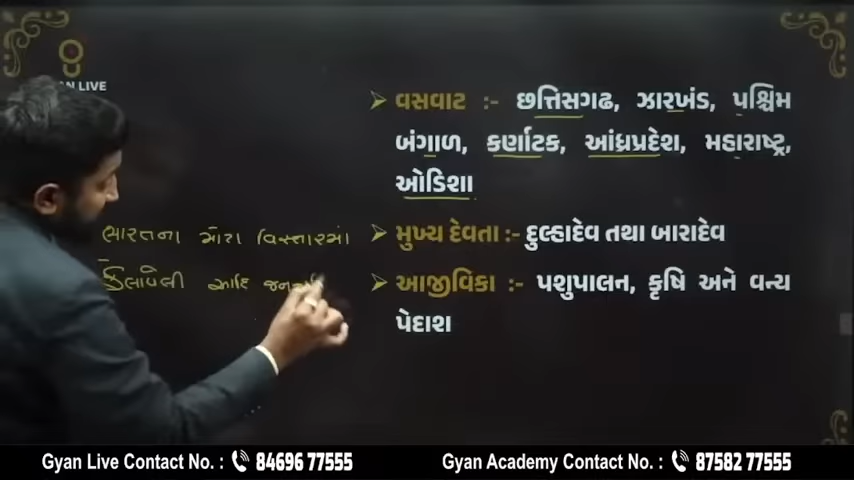 LIVE
➤ વસવાટ :- છત્તિસગઢ, ઝારખંડ, પશ્ચિમ
બંગાળ, કર્ણાટક, આંધ્રપ્રદેશ, મહારાષ્ટ્ર,
ઓડિશા
➤ મુખ્ય દેવતા :- દુલ્હાદેવ તથા બારાદેવ
➤ આજીવિકા :- પશુપાલન, કૃષિ અને વન્ય
પેદાશ
ભારતના મોટા વિસ્તારમાં
ફેલાયેલી આદિ
Gyan Live Contact No. : 84696 77555
Gyan Academy Contact No. : 87582 77555